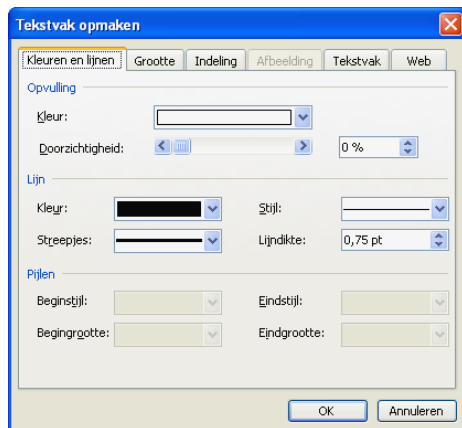 Tekstvak opmaken
Kleuren en lijnen Grootte Indeling Afbeelding Tekstvak Web
Opvulling
Kleur:
Doorzichtigheid: 0 %
Lijn
Kleur: Stijl:
Streepjes: Lijndikte: 0,75 pt
Pijlen
Beginstijl: Eindstijl:
Begingrootte: Eindgrootte:
OK Annuleren